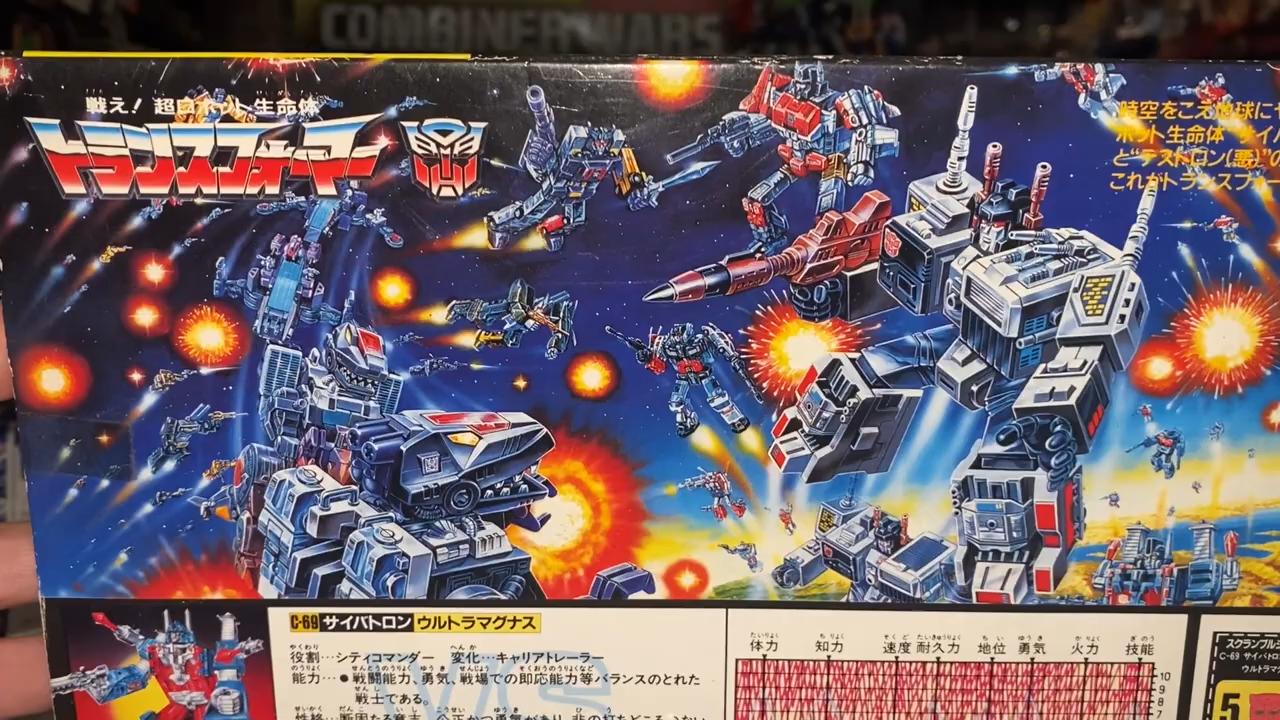 COMBINER WARS
戦え! 超ロボット生命体
トランスフォーマー
時空をこえ地球に
ボット生命体 サイ
と"デストロン(悪)"の
これがトランスフォー
C-69 サイバトロン ウルトラマグナス
役割…シティコマンダー 変化…キャリアトレーラー
能力…●戦闘能力、勇気、戦場での即応能力等バランスのとれた
戦士である。
VS
体力 知力 速度 耐久力 地位 勇気 火力 技能
10
9
8
7
スクランブル
C-69 サイバト
ウルトラマグ
5